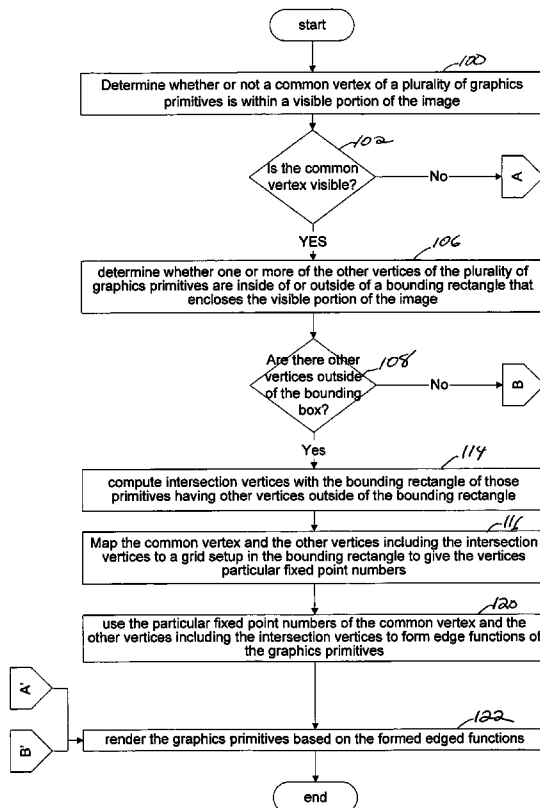 start
100
Determine whether or not a common vertex of a plurality of graphics
primitives is within a visible portion of the image
102
Is the common
vertex visible?
No
A
YES
106
determine whether one or more of the other vertices of the plurality of
graphics primitives are inside of or outside of a bounding rectangle that
encloses the visible portion of the image
Are there other
vertices outside
of the bounding
box?
108
No
B
Yes
114
compute intersection vertices with the bounding rectangle of those
primitives having other vertices outside of the bounding rectangle
116
Map the common vertex and the other vertices including the intersection
vertices to a grid setup in the bounding rectangle to give the vertices
particular fixed point numbers
120
use the particular fixed point numbers of the common vertex and the
other vertices including the intersection vertices to form edge functions of
the graphics primitives
A'
B'
122
render the graphics primitives based on the formed edged functions
end